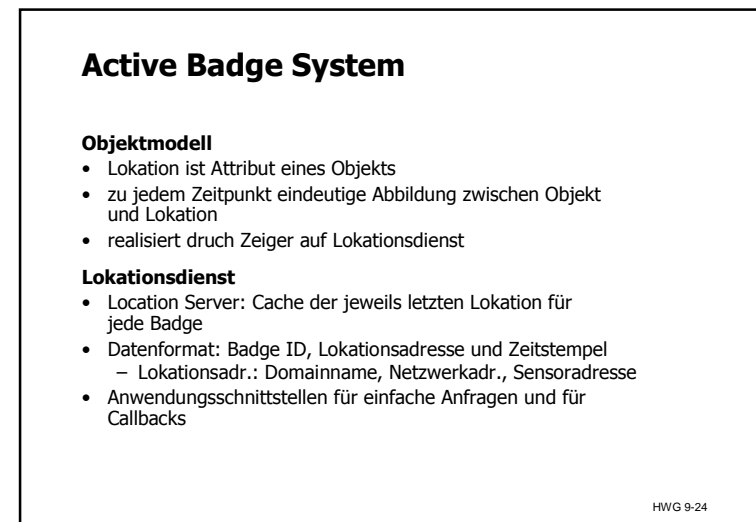 Active Badge System
Objektmodell
• Lokation ist Attribut eines Objekts
• zu jedem Zeitpunkt eindeutige Abbildung zwischen Objekt
und Lokation
• realisiert druch Zeiger auf Lokationsdienst
Lokationsdienst
• Location Server: Cache der jeweils letzten Lokation für
jede Badge
• Datenformat: Badge ID, Lokationsadresse und Zeitstempel
– Lokationsadr.: Domainname, Netzwerkadr., Sensoradresse
• Anwendungsschnittstellen für einfache Anfragen und für
Callbacks
HWG 9-24